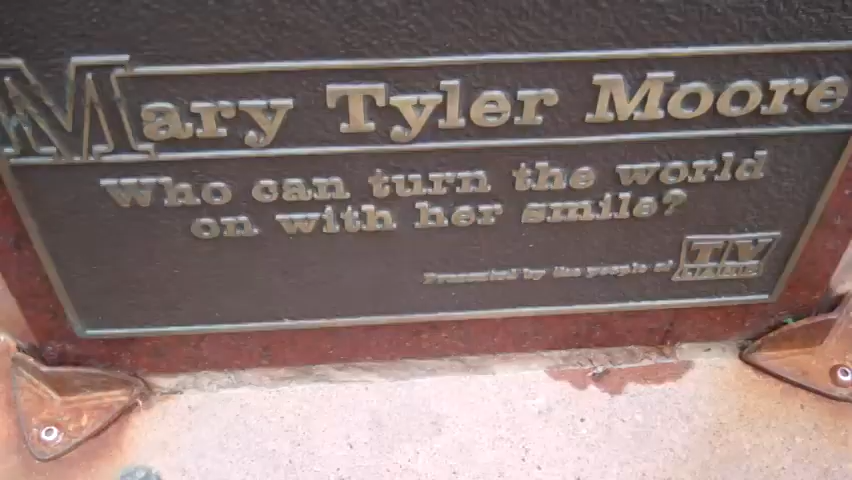 Mary Tyler Moore
Who can turn the world
on with her smile?
Presented by the people of
TV
LAND